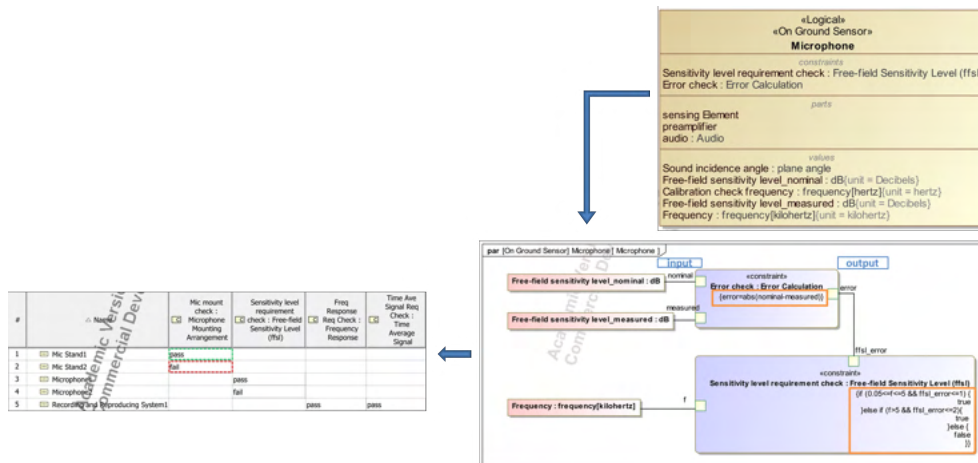 «Logical»
«On Ground Sensor»
Microphone
constraints
Sensitivity level requirement check : Free-field Sensitivity Level (ffsl
Error check : Error Calculation
parts
sensing Element
preamplifier
audio : Audio
values
Sound incidence angle : plane angle
Free-field sensitivity level_nominal : dB{unit = Decibels}
Calibration check frequency : frequency[hertz]{unit = hertz}
Free-field sensitivity level_measured : dB{unit = Decibels}
Frequency : frequency[kilohertz]{unit = kilohertz}
par [On Ground Sensor] Microphone[ Microphone ]
input
output
Free-field sensitivity level_nominal : dB
nominal
«constraint»
Error check : Error Calculation
{error=abs(nominal-measured)}
error
Free-field sensitivity level_measured : dB
measured
ffsl_error
«constraint»
Sensitivity level requirement check : Free-field Sensitivity Level (ffsl)
{if (0.05<=f<=5 && ffsl_error<=1) {
true
}else if (f>5 && ffsl_error<=2){
true
}else {
false
}}
Frequency : frequency[kilohertz]
f
# Name
Mic mount
check :
Microphone
Mounting
Arrangement
Sensitivity level
requirement
check : Free-field
Sensitivity Level
(ffsl)
Freq
Response
Req Check :
Frequency
Response
Time Ave
Signal Req
Check :
Time
Average
Signal
1 Mic Stand1 pass
2 Mic Stand2 fail
3 Microphone pass
4 Microphone fail
5 Recording and Reproducing System1 pass pass